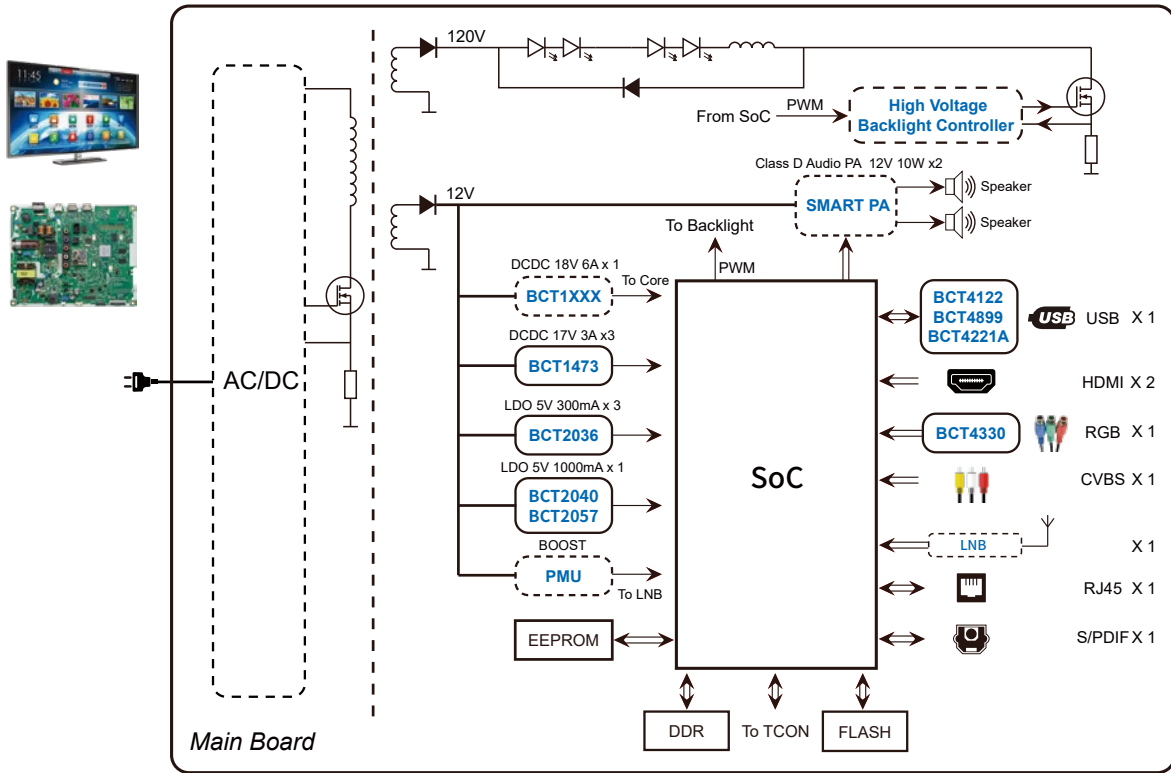 11:45
120V
From SoC
PWM
High Voltage
Backlight Controller
Class D Audio PA 12V 10W x2
12V
SMART PA
Speaker
Speaker
To Backlight
PWM
DCDC 18V 6A x 1
To Core
BCT1XXX
DCDC 17V 3A x3
BCT1473
LDO 5V 300mA x 3
BCT2036
LDO 5V 1000mA x 1
BCT2040
BCT2057
BOOST
PMU
To LNB
EEPROM
AC/DC
SoC
BCT4122
BCT4899
BCT4221A
USB
USB X 1
HDMI X 2
BCT4330
RGB X 1
CVBS X 1
LNB
X 1
RJ45 X 1
S/PDIF X 1
DDR
To TCON
FLASH
Main Board